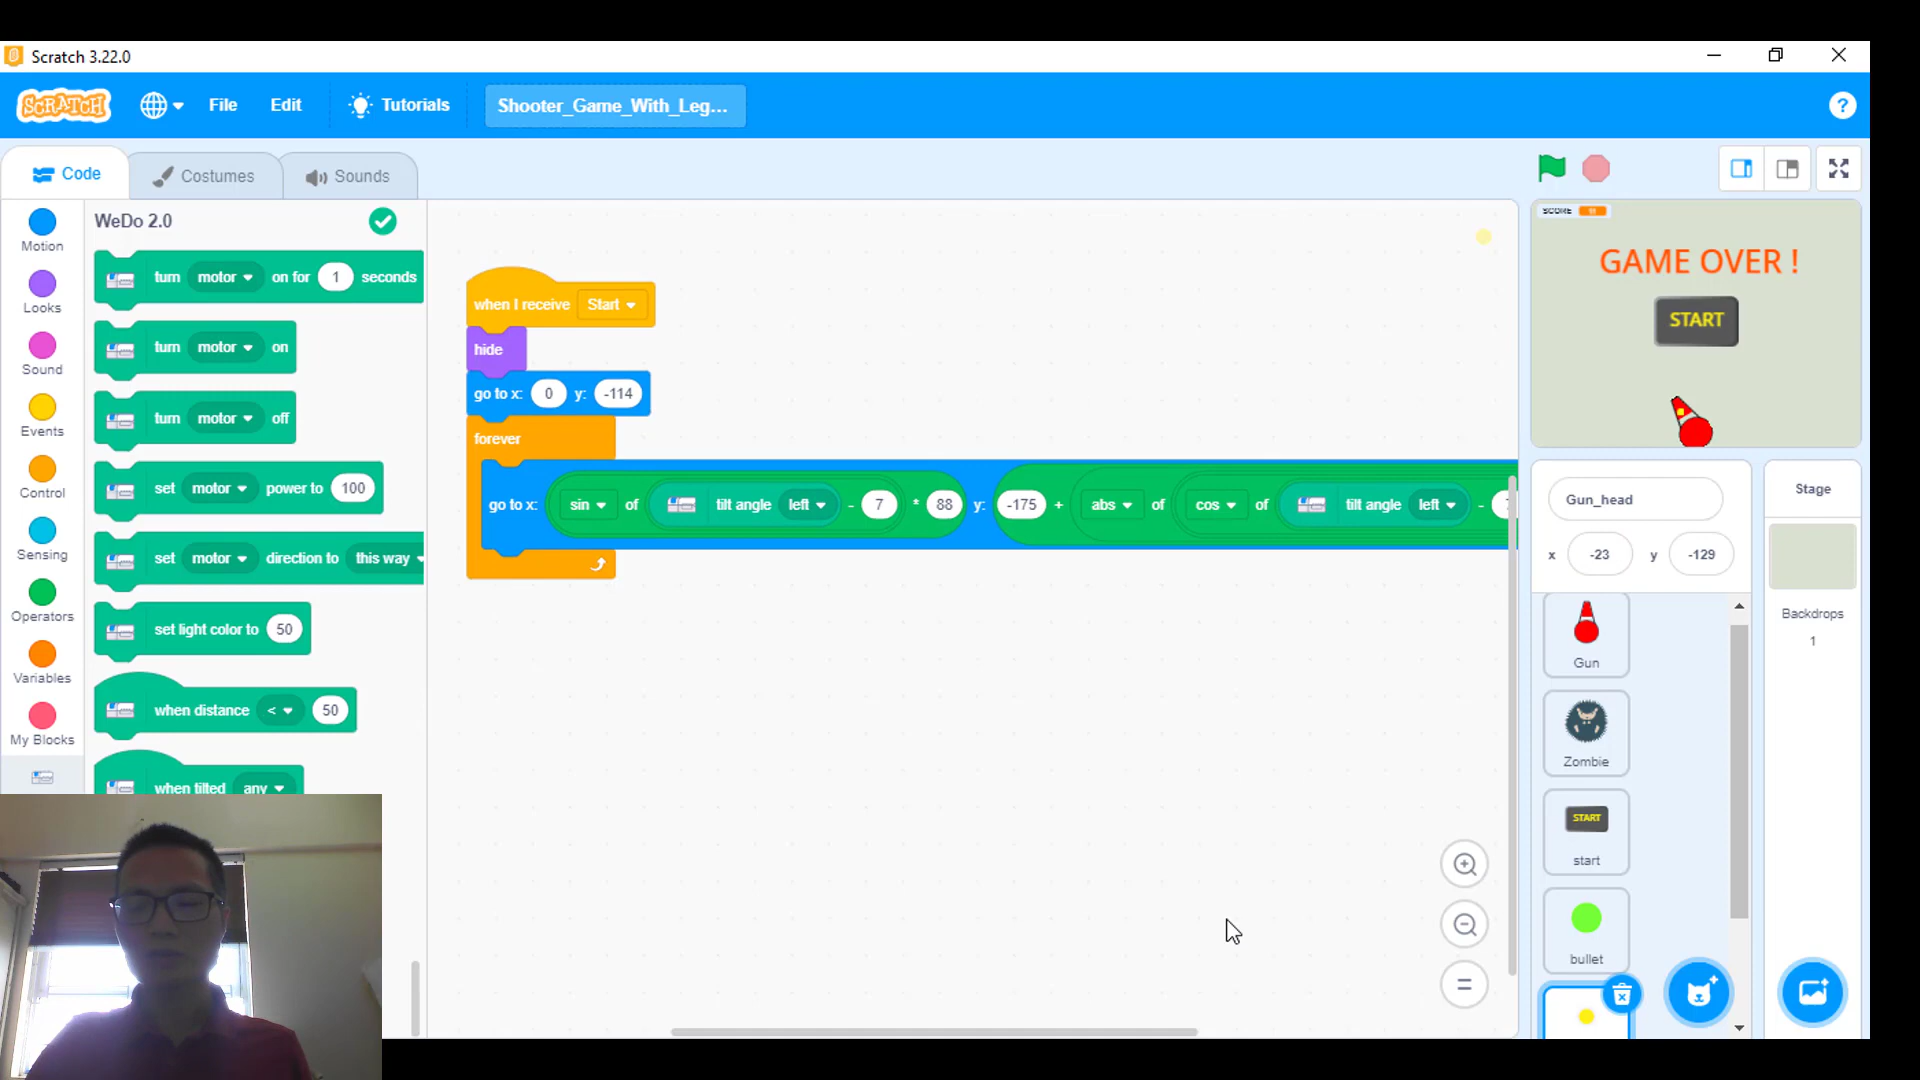 Scratch 3.22.0
SCRATCH
File
Edit
Tutorials
Shooter_Game_With_Leg...
?
Code
Costumes
Sounds
Motion
Looks
Sound
Events
Control
Sensing
Operators
Variables
My Blocks
WeDo 2.0
turn motor on for 1 seconds
turn motor on
turn motor off
set motor power to 100
set motor direction to this way
set light color to 50
when distance < 50
when tilted any
when I receive Start
hide
go to x: 0 y: -114
forever
go to x: sin of tilt angle left - 7 * 88 y: -175 + abs of cos of tilt angle left -
SCORE
GAME OVER !
START
Gun_head
x -23 y -129
Gun
Zombie
START
start
bullet
Stage
Backdrops
1